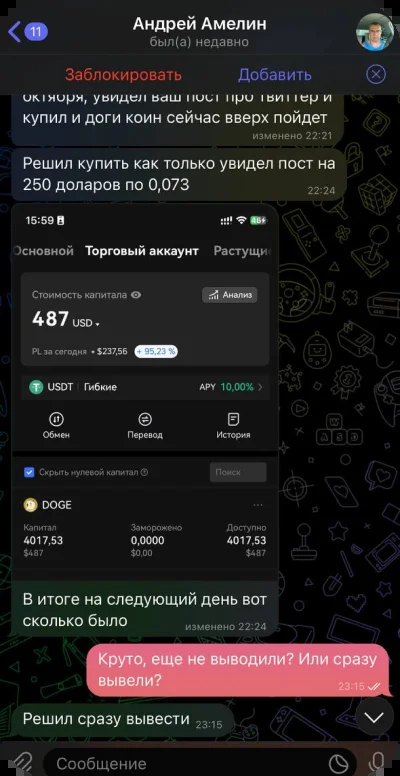 11
Андрей Амелин
был(а) недавно
Заблокировать
Добавить
октября, увидел ваш пост про твиттер и
купил и доги коин сейчас вверх пойдет
изменено 22:21
Решил купить как только увидел пост на
250 доларов по 0,073
22:24
15:59
46
Основной Торговый аккаунт Растущи
Стоимость капитала
Анализ
487 USD
PL за сегодня • $237,56 + 95,23 %
USDT Гибкие APY 10,00% >
Обмен Перевод История
Скрыть нулевой капитал
Поиск
DOGE ...
Капитал Заморожено Доступно
4017,53 0,0000 4017,53
$487 $0,00 $487
В итоге на следующий день вот
сколько было
изменено 22:24
Круто, еще не выводили? Или сразу
вывели?
23:15
Решил сразу вывести 23:15
Сообщение